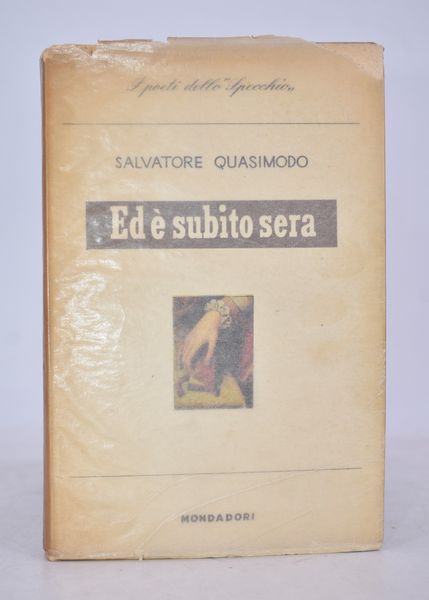 I poeti dello "Specchio„
SALVATORE QUASIMODO
Ed è subito sera
MONDADORI